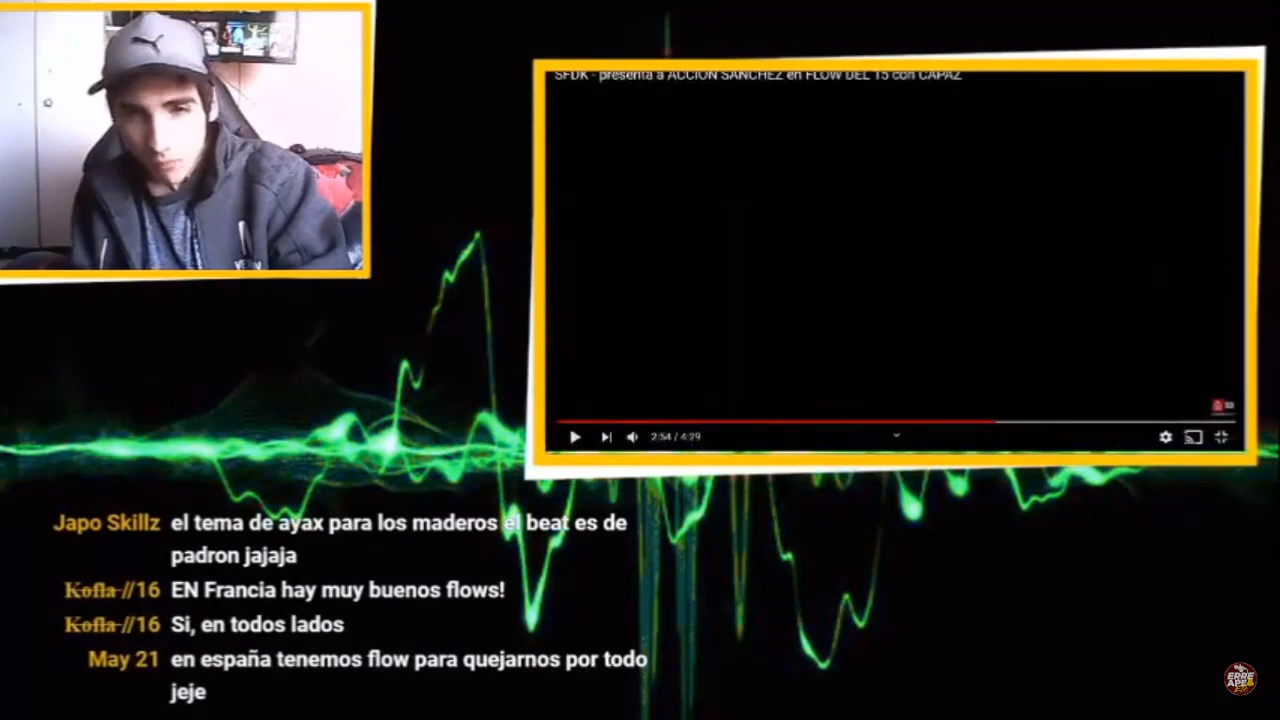 SFDK - presenta a ACCION SANCHEZ en FLOW DEL 15 con CAPAZ
2:54 / 4:29
Japo Skillz el tema de ayax para los maderos el beat es de
padron jajaja
Kofla //16 EN Francia hay muy buenos flows!
Kofla //16 Si, en todos lados
May 21 en españa tenemos flow para quejarnos por todo
jeje
ERRE
APE